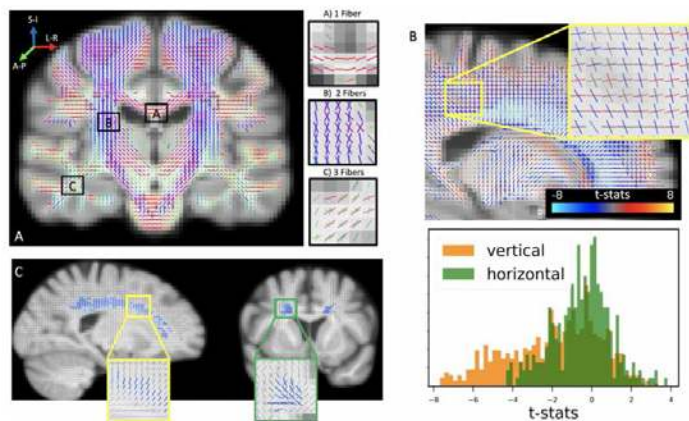 S-I
L-R
A-P
A
B
C
A
A) 1 Fiber
B) 2 Fibers
C) 3 Fibers
B
-8 8
t-stats
C
vertical
horizontal
-8 -6 -4 -2 0 2 4
t-stats